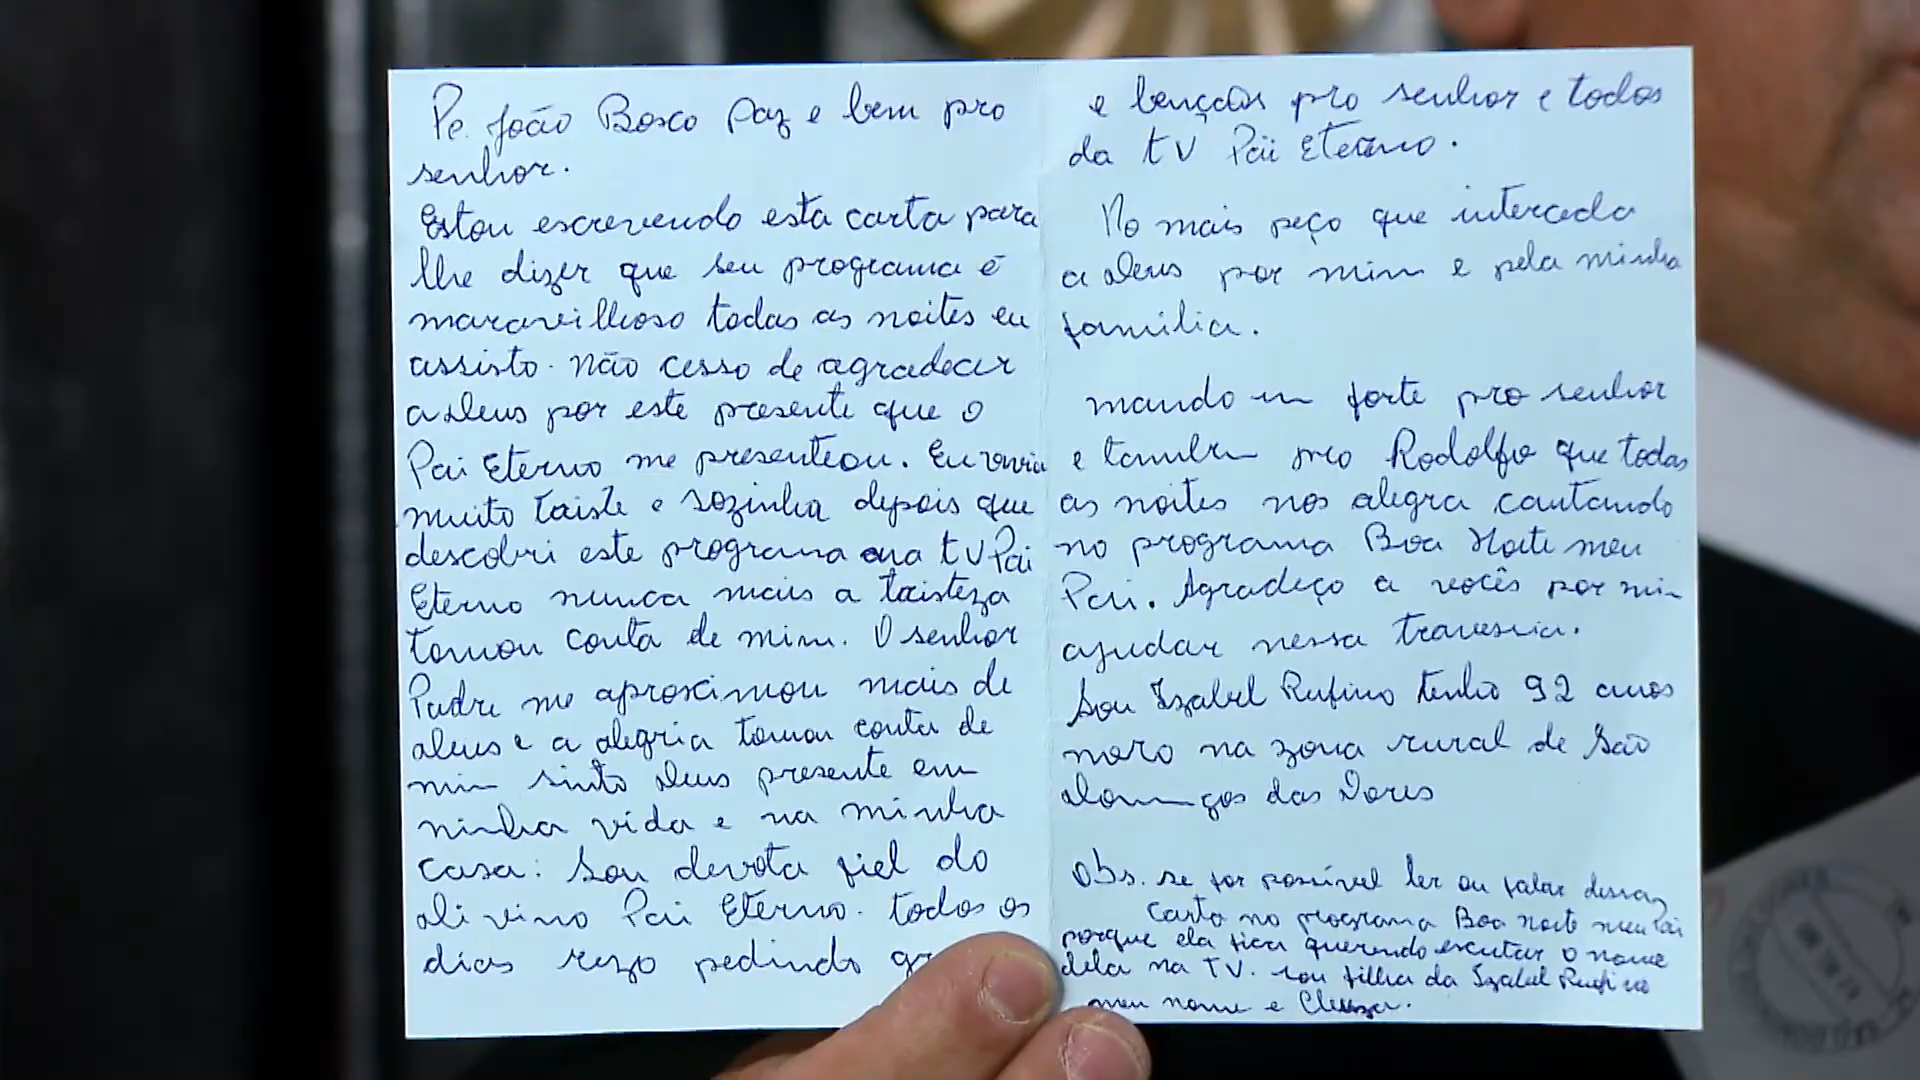 Pe. João Bosco Paz e bem pro
senhor.
Estou escrevendo esta carta para
lhe dizer que seu programa é
maravilhoso todas as noites eu
assisto. Não cesso de agradecer
a Deus por este presente que o
Pai Eterno me presenteou. Eu vivia
muito triste e sozinha depois que
descobri este programa na TV Pai
Eterno nunca mais a tristeza
tomou conta de mim. O senhor
Padre me aproximou mais de
Deus e a alegria tomou conta de
mim sinto Deus presente em
minha vida e na minha
casa: Sou devota fiel do
Divino Pai Eterno. todos os
dias rezo pedindo
e bençãos pro senhor e todos
da TV Pai Eterno.
No mais peço que interceda
a Deus por mim e pela minha
família.
mando um forte pro senhor
e também pro Rodolfo que todas
as noites nos alegra cantando
no programa Boa Noite meu
Pai. Agradeço a vocês por mim
ajudar nessa travessia.
Sou Izabel Rufino tenho 92 anos
moro na zona rural de São
Domingos das Dores
Obs. se for possível ler ou falar dessa
carta no programa Boa Noite meu Pai
porque ela fica querendo escutar o nome
dela na TV. sou filha da Izabel Rufino
meu nome e Cleuza.